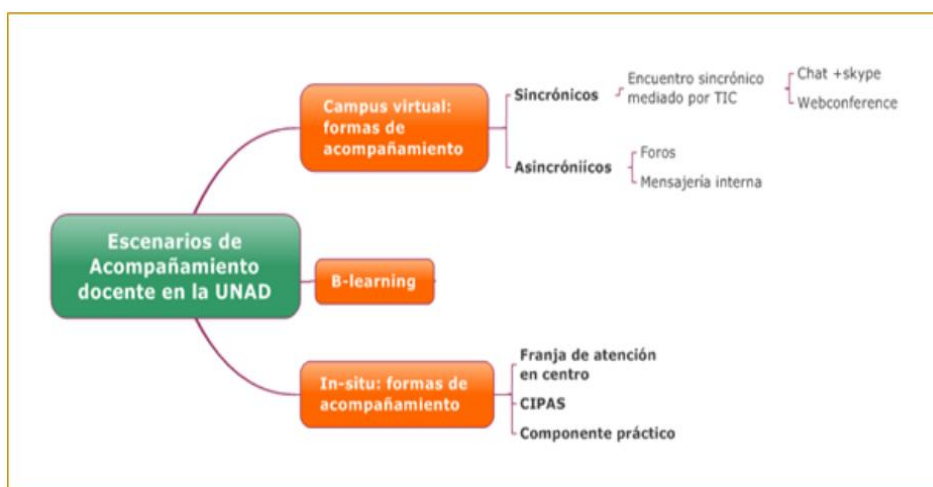 Escenarios de
Acompañamiento
docente en la UNAD
Campus virtual:
formas de
acompañamiento
Sincrónicos
Encuentro sincrónico
mediado por TIC
Chat +skype
Webconference
Asincróniicos
Foros
Mensajería interna
B-learning
In-situ: formas de
acompañamiento
Franja de atención
en centro
CIPAS
Componente práctico